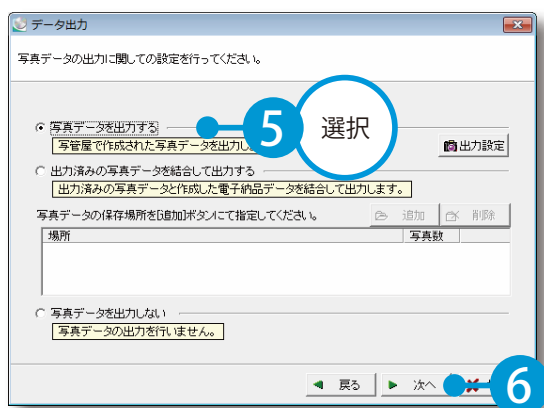 データ出力
写真データの出力に関しての設定を行ってください。
写真データを出力する
5
選択
写管屋で作成された写真データを出力し
出力設定
出力済みの写真データを結合して出力する
出力済みの写真データと作成した電子納品データを結合して出力します。
写真データの保存場所を[追加]ボタンにて指定してください。
追加
削除
場所
写真数
写真データを出力しない
写真データの出力を行いません。
戻る
次へ
6